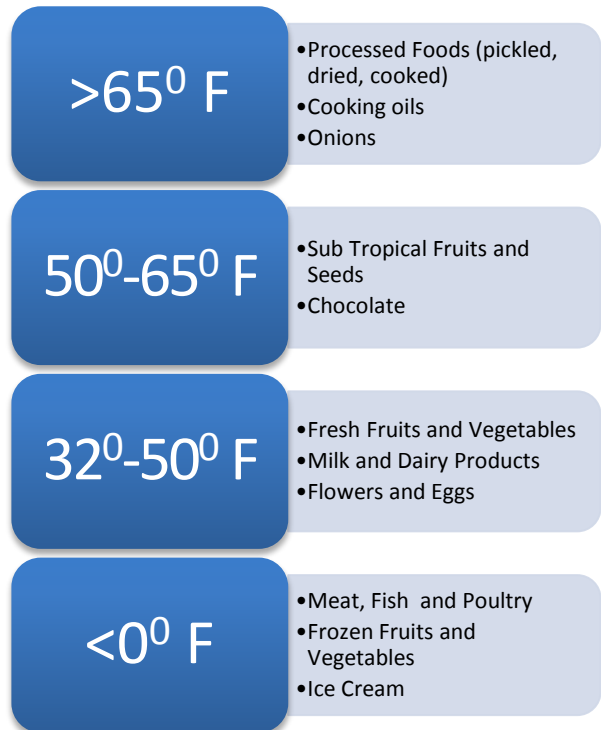 >65⁰ F
•Processed Foods (pickled,
dried, cooked)
•Cooking oils
•Onions
50⁰-65⁰ F
•Sub Tropical Fruits and
Seeds
•Chocolate
32⁰-50⁰ F
•Fresh Fruits and Vegetables
•Milk and Dairy Products
•Flowers and Eggs
<0⁰ F
•Meat, Fish  and Poultry
•Frozen Fruits and
Vegetables
•Ice Cream